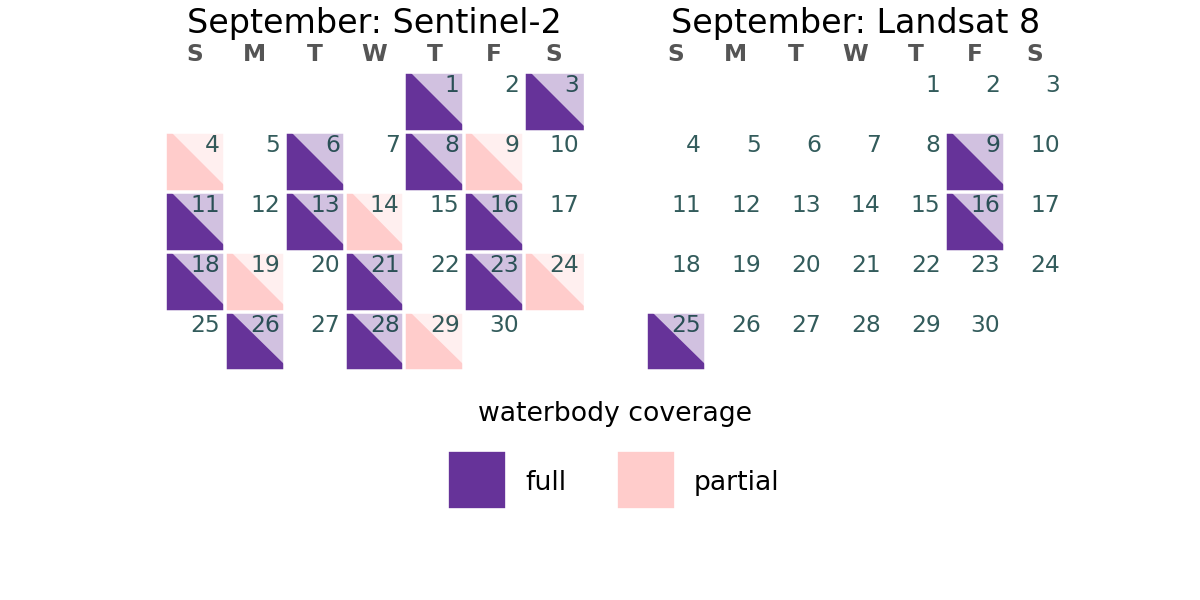 September: Sentinel-2
S M T W T F S
1 2 3
4 5 6 7 8 9 10
11 12 13 14 15 16 17
18 19 20 21 22 23 24
25 26 27 28 29 30
September: Landsat 8
S M T W T F S
1 2 3
4 5 6 7 8 9 10
11 12 13 14 15 16 17
18 19 20 21 22 23 24
25 26 27 28 29 30
waterbody coverage
full partial